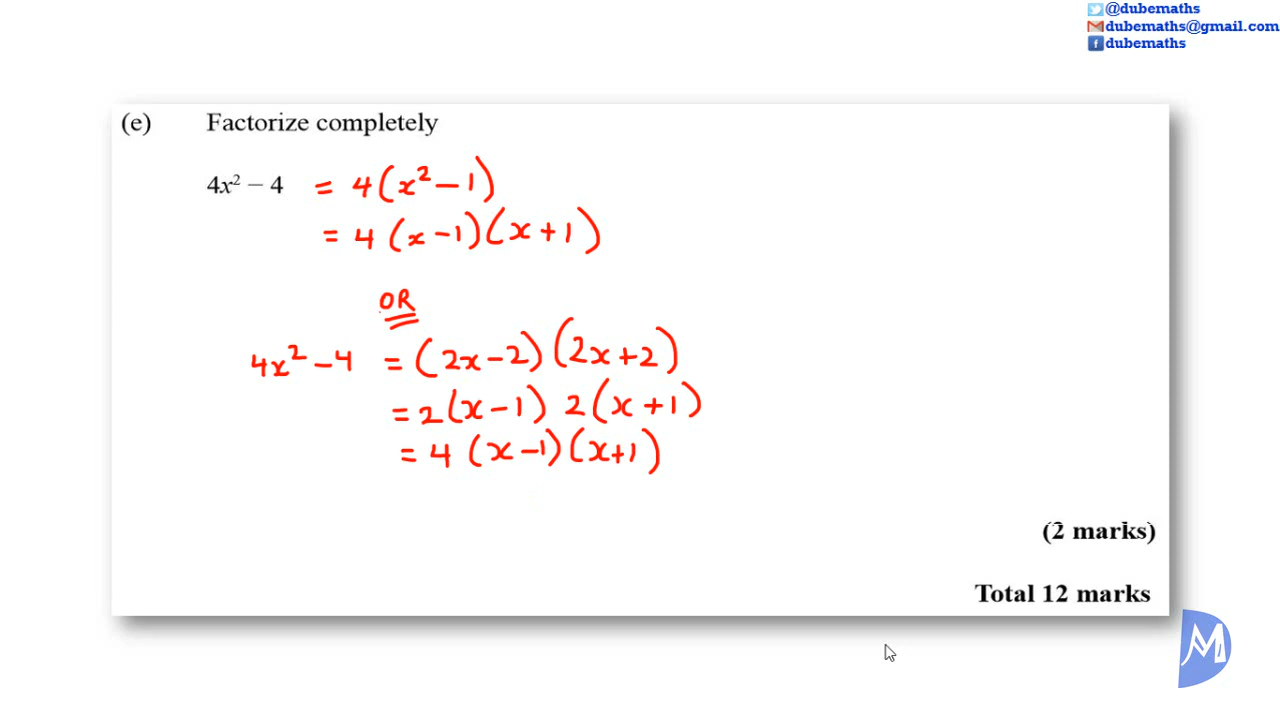 @dubemaths
dubemaths@gmail.com
dubemaths
(e) Factorize completely
4x² − 4 = 4(x² − 1)
= 4(x − 1)(x + 1)
OR
4x² − 4 = (2x − 2)(2x + 2)
= 2(x − 1) 2(x + 1)
= 4(x − 1)(x + 1)
(2 marks)
Total 12 marks